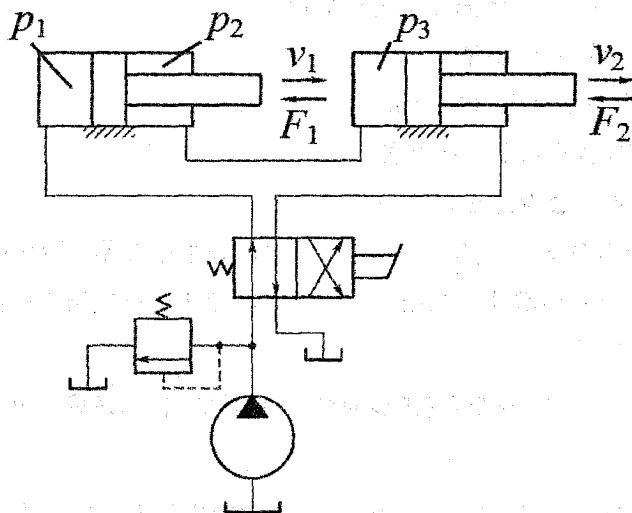 p₁ p₂ p₃
v₁ v₂
F₁ F₂